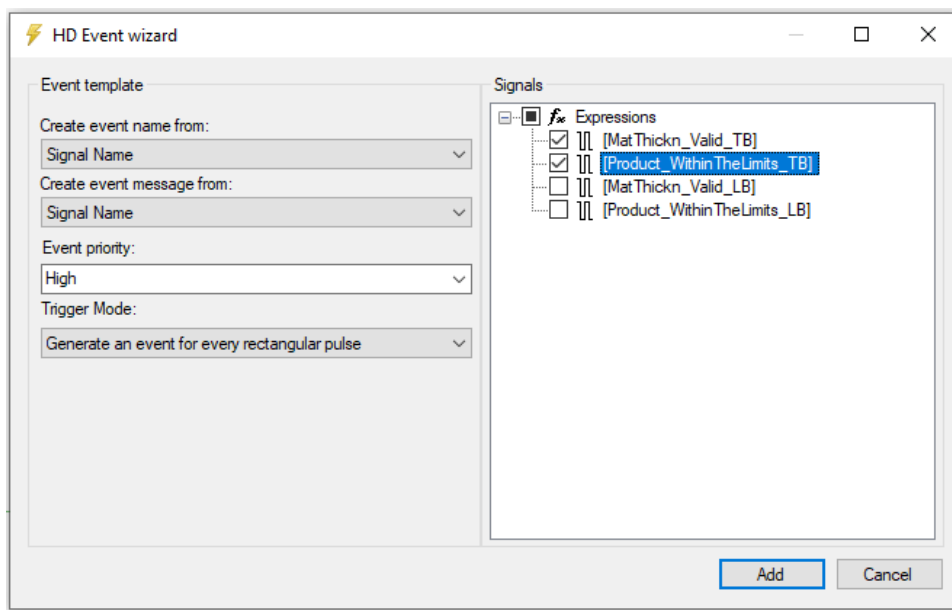 HD Event wizard
Event template
Create event name from:
Signal Name
Create event message from:
Signal Name
Event priority:
High
Trigger Mode:
Generate an event for every rectangular pulse
Signals
fx Expressions
[MatThickn_Valid_TB]
[Product_WithinTheLimits_TB]
[MatThickn_Valid_LB]
[Product_WithinTheLimits_LB]
Add
Cancel